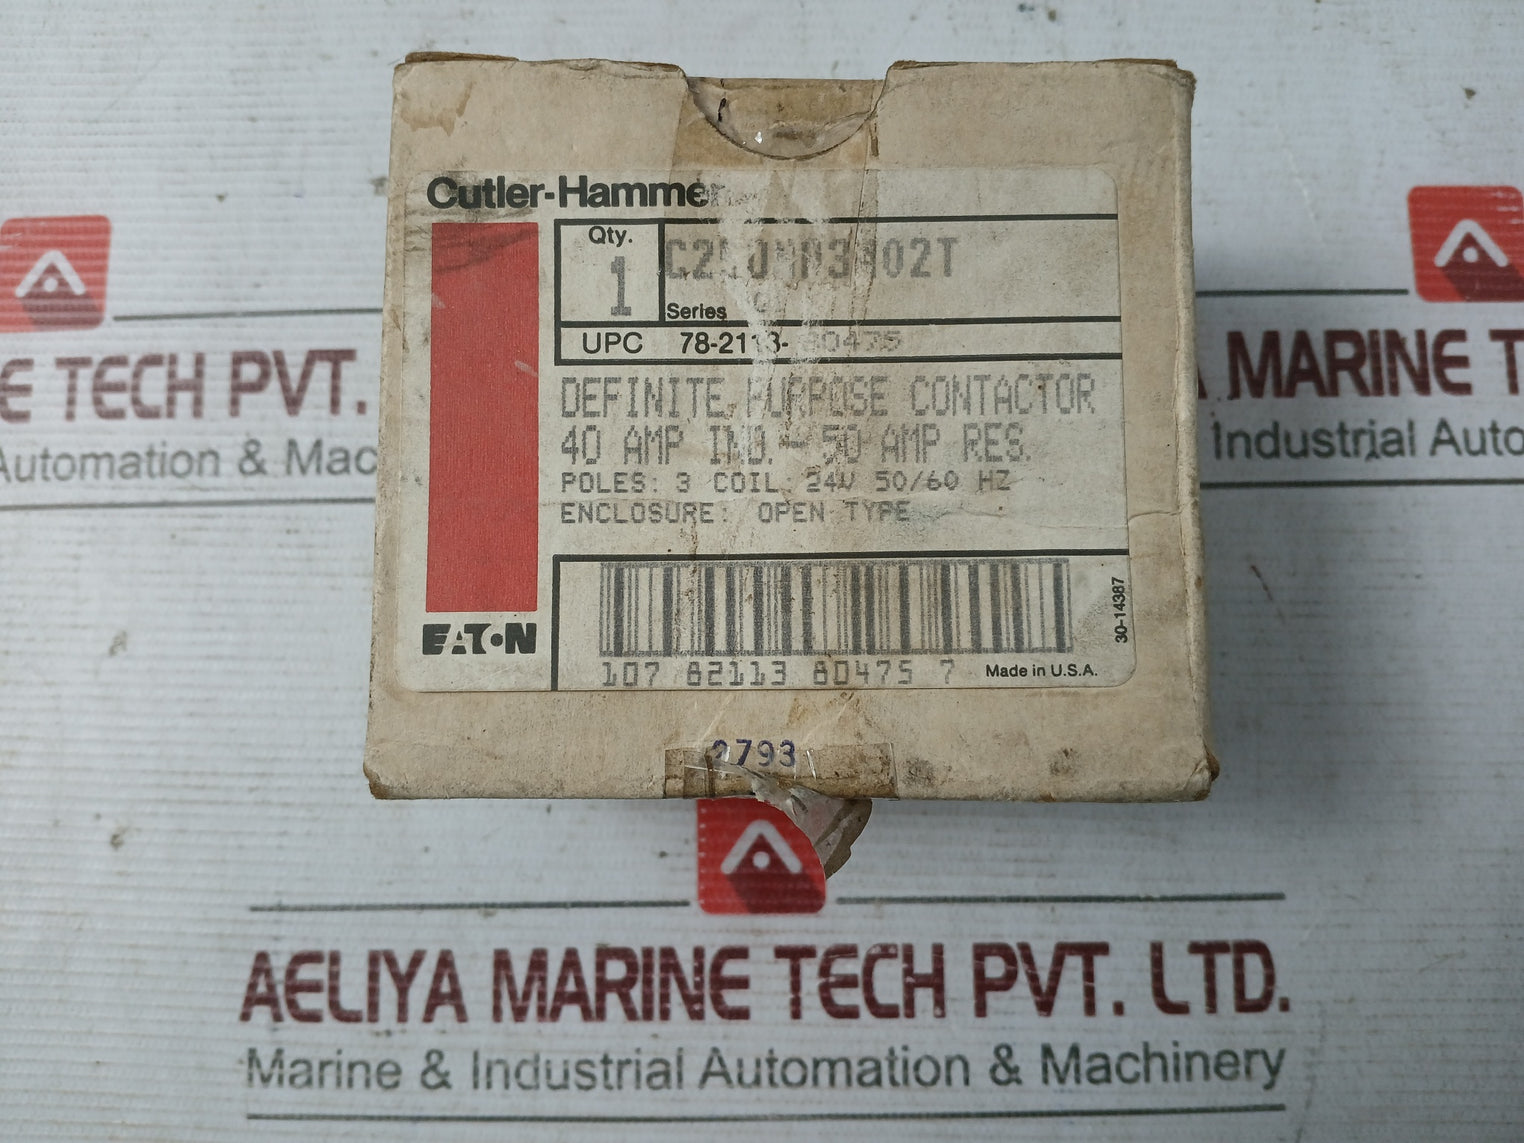 Cutler-Hammer
Qty.
1
Series
UPC 78-2113-80475
DEFINITE PURPOSE CONTACTOR
40 AMP IND. - 50 AMP RES.
POLES: 3 COIL: 24V 50/60 HZ
ENCLOSURE: OPEN TYPE
EATON
107 82113 80475 7
Made in U.S.A.
30-14387
2793
E TECH PVT.
Automation & Mac
MARINE T
Industrial Auto
AELIYA MARINE TECH PVT. LTD.
Marine & Industrial Automation & Machinery